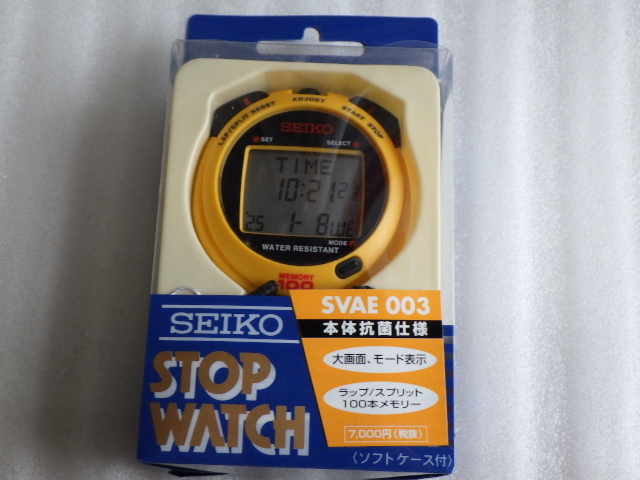 LAP/SPLIT RESET
ADJUST
START STOP
SEIKO
SET
SELECT
TIME
10:21 21
'25 1- 8 WE
MODE
WATER RESISTANT
MEMORY
100
SEIKO
STOP
WATCH
SVAE 003
本体抗菌仕様
大画面、モード表示
ラップ/スプリット
100本メモリー
7,000円(税抜)
〈ソフトケース付〉